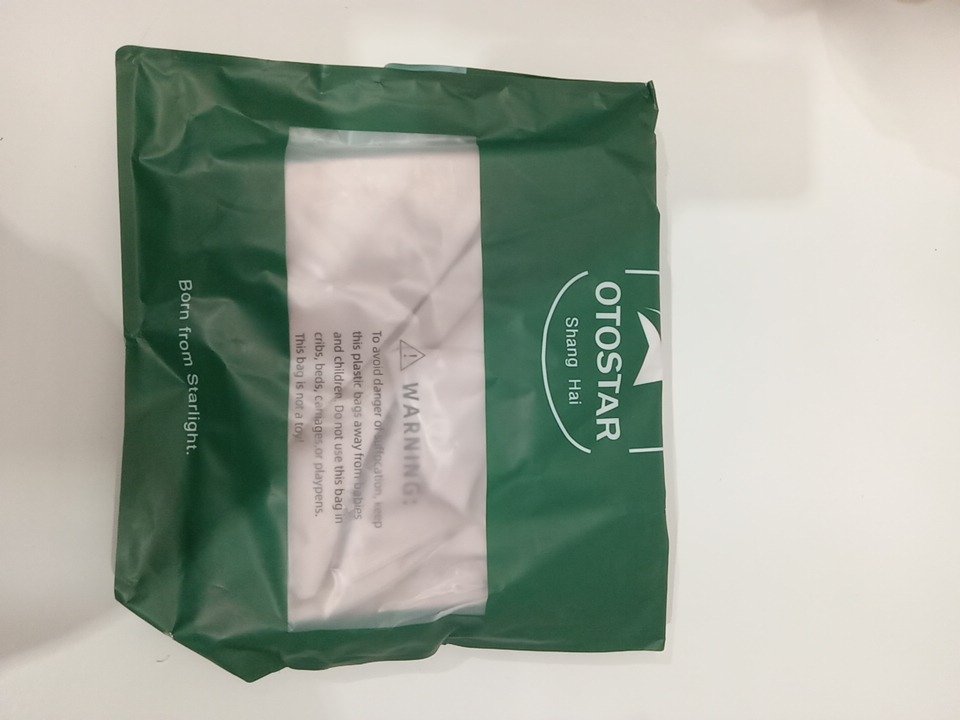 OTOSTAR
Shang Hai
WARNING:
To avoid danger of suffocation, keep
this plastic bags away from babies
and children. Do not use this bag in
cribs, beds, carriages,or playpens.
This bag is not a toy!
Born from Starlight.